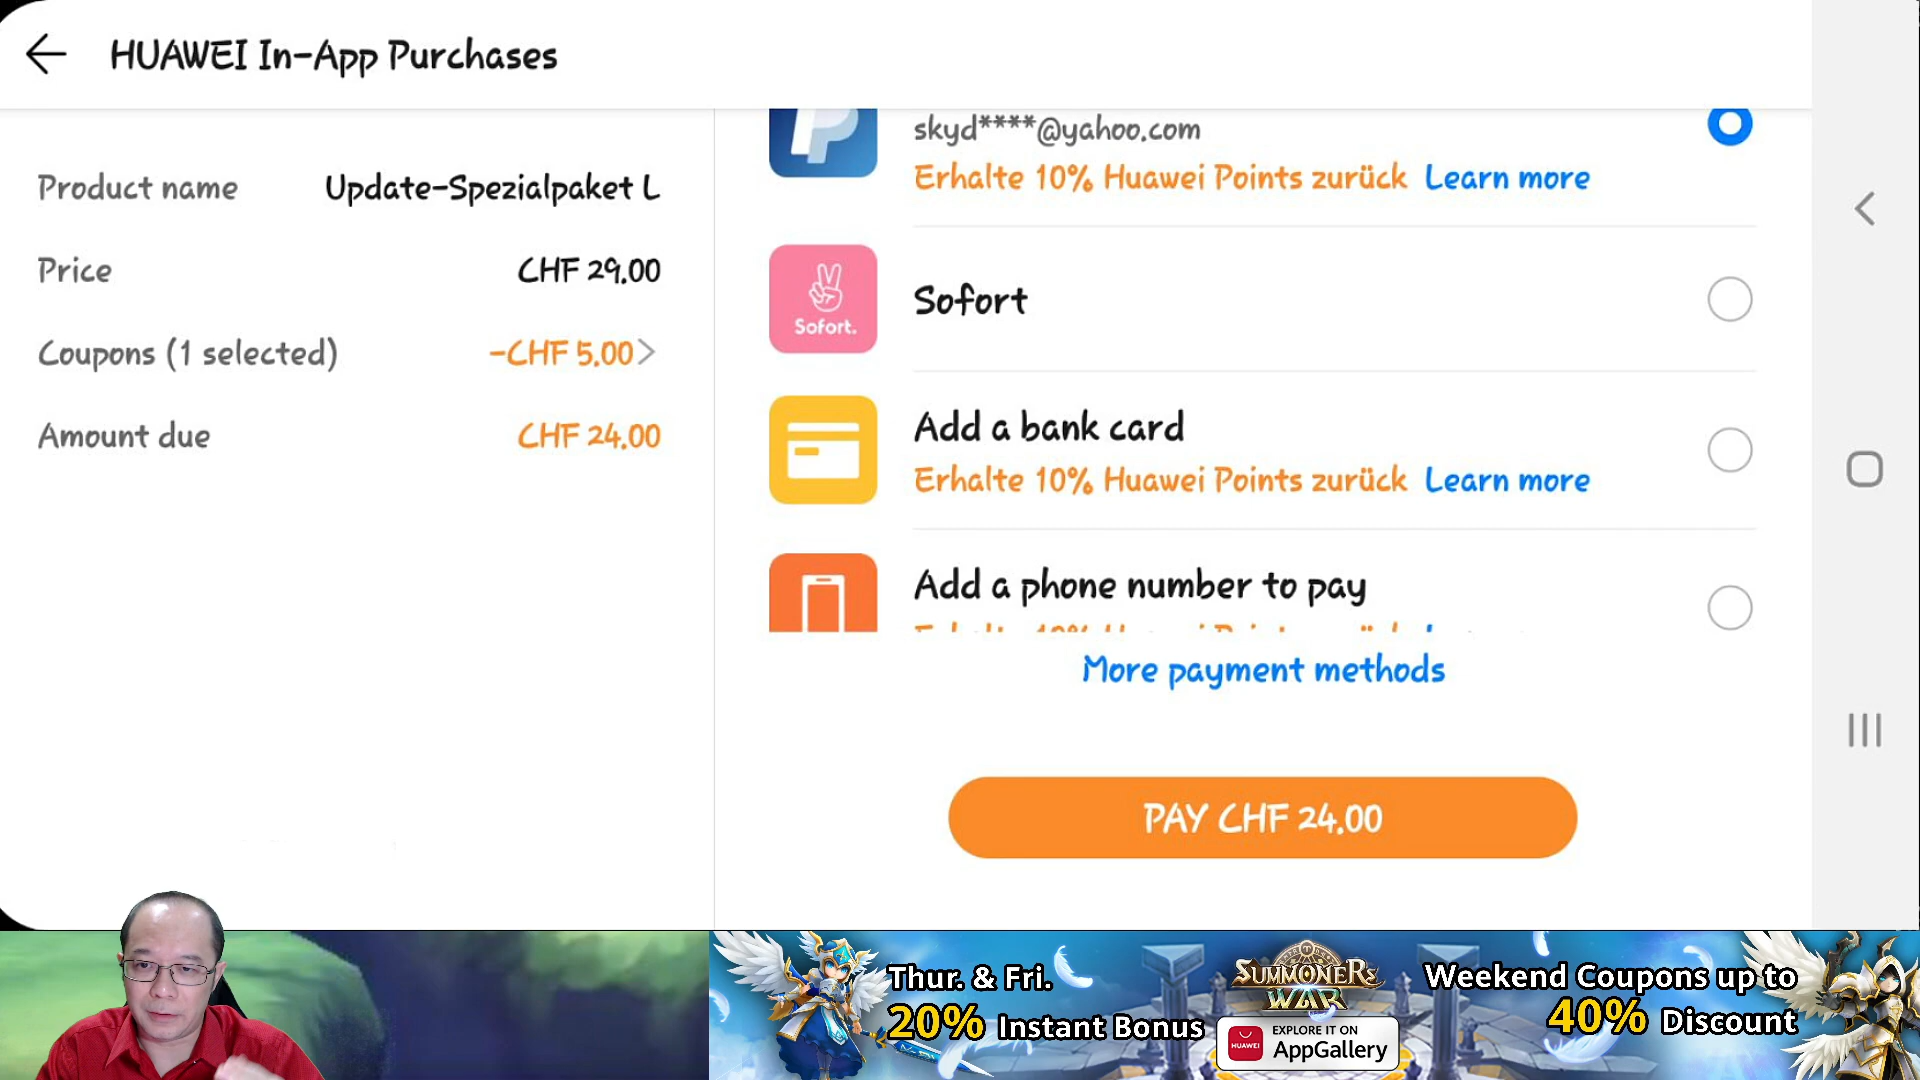 HUAWEI In-App Purchases
Product name Update-Spezialpaket L
Price CHF 29.00
Coupons (1 selected) -CHF 5.00
Amount due CHF 24.00
skyd****@yahoo.com
Erhalte 10% Huawei Points zurück Learn more
Sofort.
Sofort
Add a bank card
Erhalte 10% Huawei Points zurück Learn more
Add a phone number to pay
More payment methods
PAY CHF 24.00
Thur. & Fri.
20% Instant Bonus
SUMMONERS
WAR
HUAWEI
EXPLORE IT ON
AppGallery
Weekend Coupons up to
40% Discount